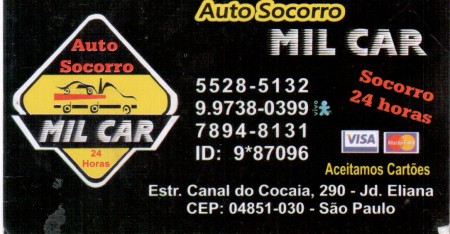 Auto Socorro
MIL CAR
Auto
Socorro
MIL CAR
24
Horas
5528-5132
9.9738-0399
7894-8131
ID: 9*87096
Socorro
24 horas
VISA
MasterCard
Aceitamos Cartões
Estr. Canal do Cocaia, 290 - Jd. Eliana
CEP: 04851-030 - São Paulo